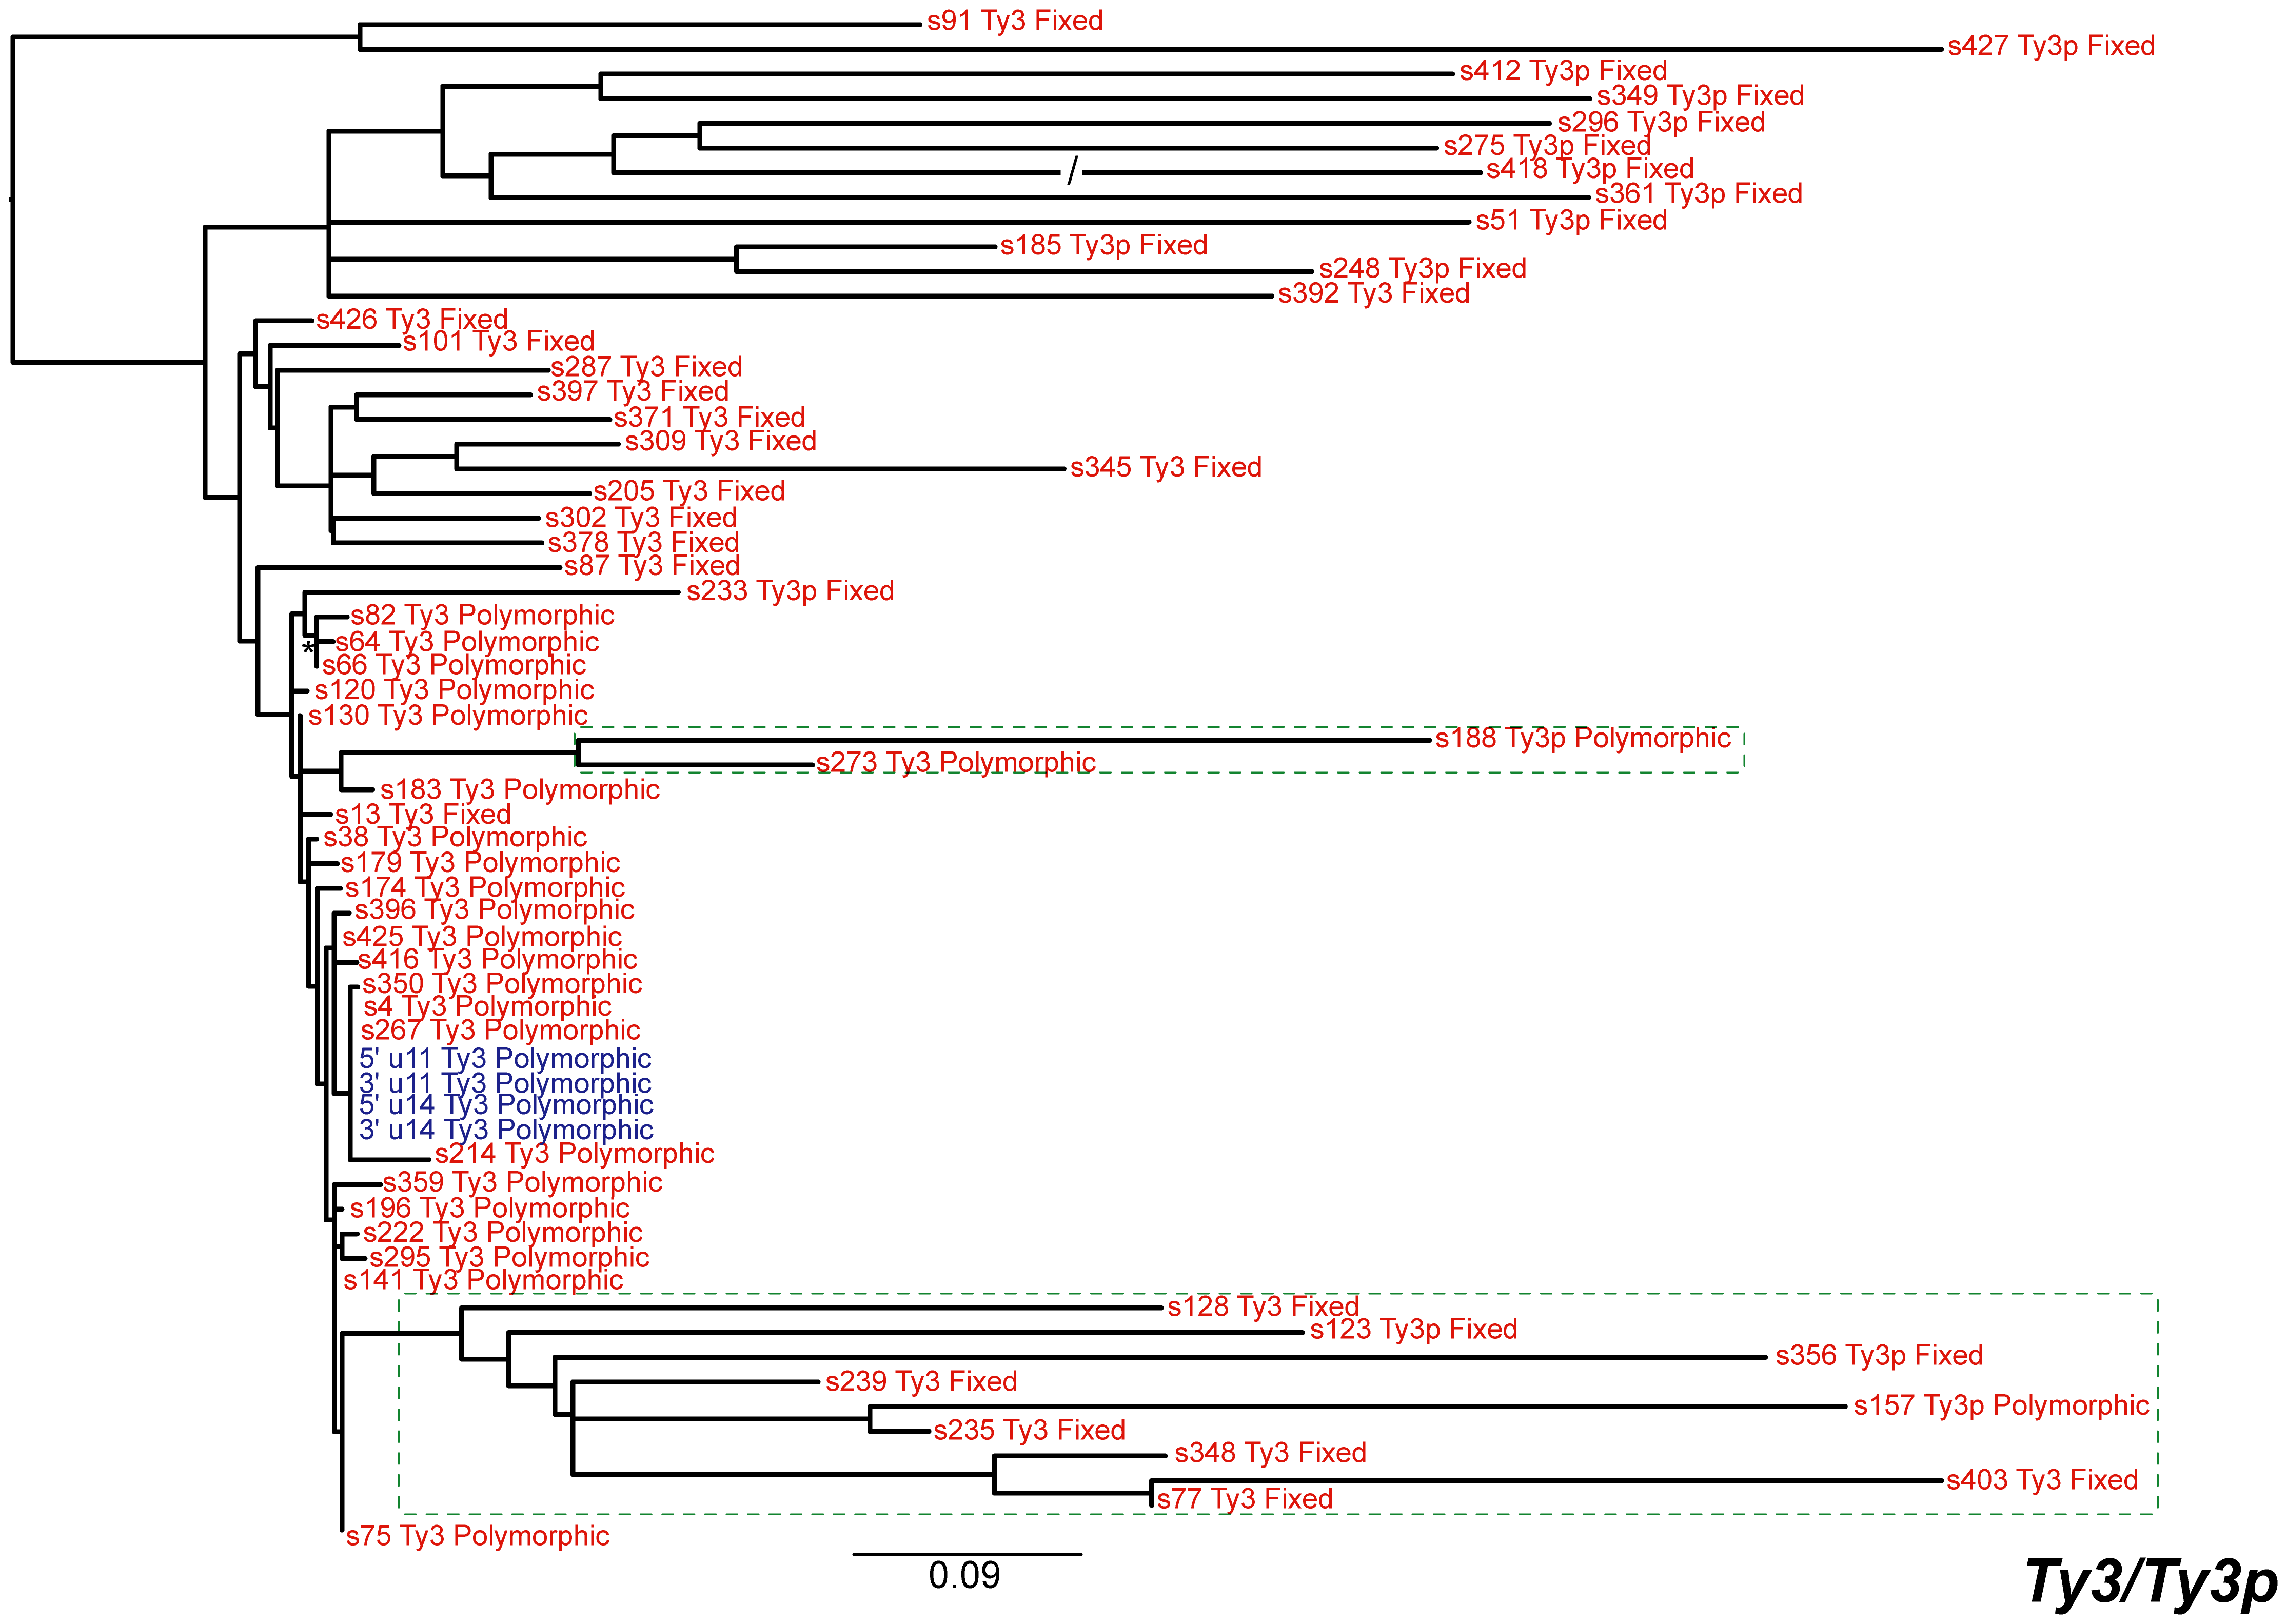 s91 Ty3 Fixed
s427 Ty3p Fixed
s412 Ty3p Fixed
s349 Ty3p Fixed
s296 Ty3p Fixed
s275 Ty3p Fixed
s418 Ty3p Fixed
/
s361 Ty3p Fixed
s51 Ty3p Fixed
s185 Ty3p Fixed
s248 Ty3p Fixed
s392 Ty3 Fixed
s426 Ty3 Fixed
s101 Ty3 Fixed
s287 Ty3 Fixed
s397 Ty3 Fixed
s371 Ty3 Fixed
s309 Ty3 Fixed
s345 Ty3 Fixed
s205 Ty3 Fixed
s302 Ty3 Fixed
s378 Ty3 Fixed
s87 Ty3 Fixed
s233 Ty3p Fixed
s82 Ty3 Polymorphic
s64 Ty3 Polymorphic
*
s66 Ty3 Polymorphic
s120 Ty3 Polymorphic
s130 Ty3 Polymorphic
s188 Ty3p Polymorphic
s273 Ty3 Polymorphic
s183 Ty3 Polymorphic
s13 Ty3 Fixed
s38 Ty3 Polymorphic
s179 Ty3 Polymorphic
s174 Ty3 Polymorphic
s396 Ty3 Polymorphic
s425 Ty3 Polymorphic
s416 Ty3 Polymorphic
s350 Ty3 Polymorphic
s4 Ty3 Polymorphic
s267 Ty3 Polymorphic
5' u11 Ty3 Polymorphic
3' u11 Ty3 Polymorphic
5' u14 Ty3 Polymorphic
3' u14 Ty3 Polymorphic
s214 Ty3 Polymorphic
s359 Ty3 Polymorphic
s196 Ty3 Polymorphic
s222 Ty3 Polymorphic
s295 Ty3 Polymorphic
s141 Ty3 Polymorphic
s128 Ty3 Fixed
s123 Ty3p Fixed
s356 Ty3p Fixed
s239 Ty3 Fixed
s157 Ty3p Polymorphic
s235 Ty3 Fixed
s348 Ty3 Fixed
s403 Ty3 Fixed
s77 Ty3 Fixed
s75 Ty3 Polymorphic
0.09
Ty3/Ty3p